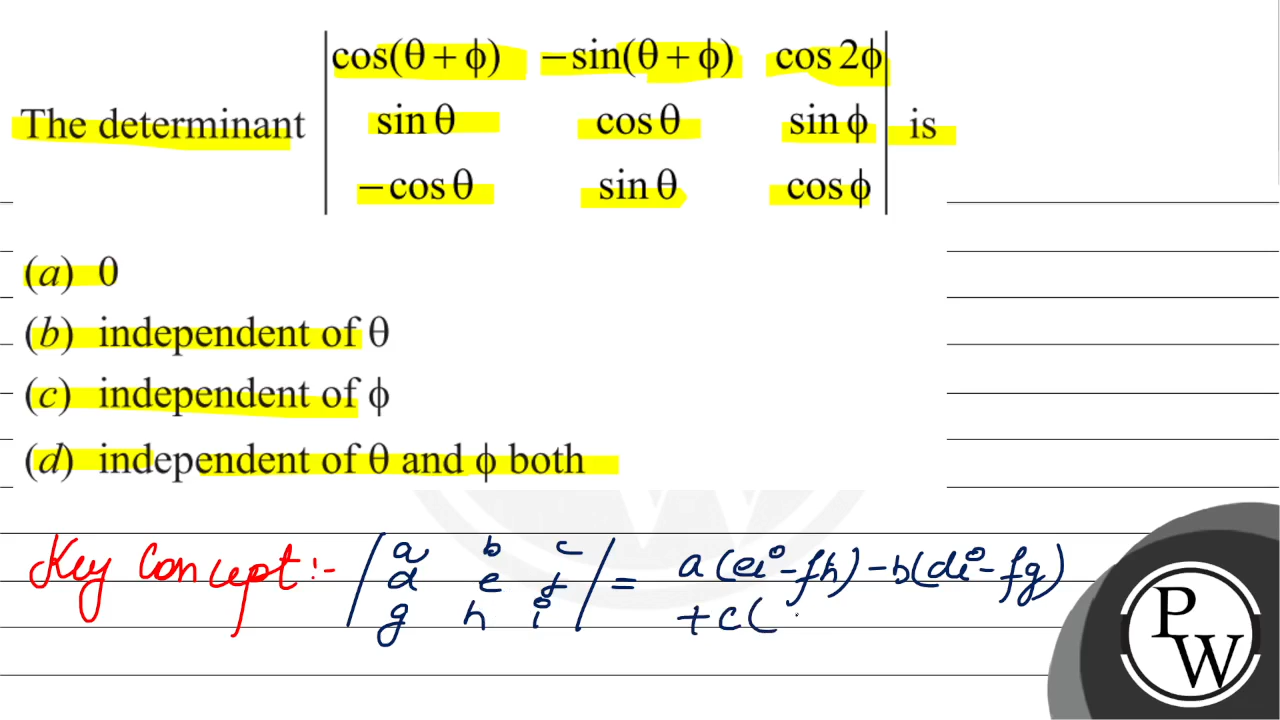 cos(θ + ϕ) −sin(θ + ϕ) cos 2ϕ
The determinant sin θ cos θ sin ϕ is
−cos θ sin θ cos ϕ
(a) 0
(b) independent of θ
(c) independent of ϕ
(d) independent of θ and ϕ both
Key Concept :- | a b c = a(ei-fh)-b(di-fg)
d e f
g h i | +c(
P
W